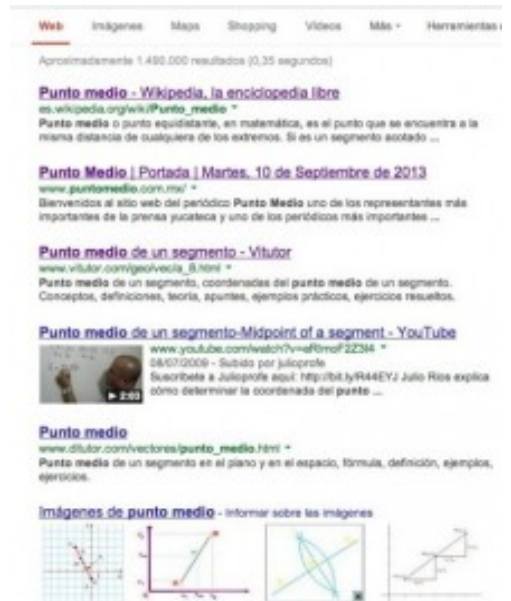 Web Imágenes Maps Shopping Vídeos Más Herramientas
Aproximadamente 1.490.000 resultados (0,35 segundos)
Punto medio - Wikipedia, la enciclopedia libre
es.wikipedia.org/wiki/Punto_medio
Punto medio o punto equidistante, en matemática, es el punto que se encuentra a la
misma distancia de cualquiera de los extremos. Si es un segmento acotado ...
Punto Medio | Portada | Martes, 10 de Septiembre de 2013
www.puntomedio.com.mx/
Bienvenidos al sitio web del periódico Punto Medio uno de los representantes más
importantes de la prensa yucateca y uno de los periódicos más importantes ...
Punto medio de un segmento - Vitutor
www.vitutor.com/geo/vec/a_8.html
Punto medio de un segmento, coordenadas del punto medio de un segmento.
Conceptos, definiciones, teoría, apuntes, ejemplos prácticos, ejercicios resueltos.
Punto medio de un segmento-Midpoint of a segment - YouTube
www.youtube.com/watch?v=
08/07/2009 - Subido por julioprofe
Suscríbete a Julioprofe aquí: http://bit.ly/R44EYJ Julio Rios explica
cómo determinar la coordenada del punto ...
2:03
Punto medio
www.ditutor.com/vectores/punto_medio.html
Punto medio de un segmento en el plano y en el espacio, fórmula, definición, ejemplos,
ejercicios.
Imágenes de punto medio - Informar sobre las imágenes